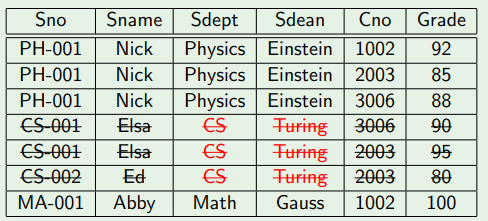 Sno Sname Sdept Sdean Cno Grade
PH-001 Nick Physics Einstein 1002 92
PH-001 Nick Physics Einstein 2003 85
PH-001 Nick Physics Einstein 3006 88
CS-001 Elsa CS Turing 3006 90
CS-001 Elsa CS Turing 2003 95
CS-002 Ed CS Turing 2003 80
MA-001 Abby Math Gauss 1002 100